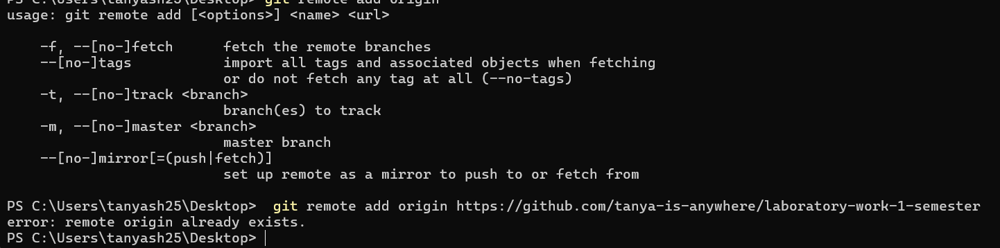 PS C:\Users\tanyash25\Desktop> git remote add origin
usage: git remote add [<options>] <name> <url>
-f, --[no-]fetch fetch the remote branches
--[no-]tags import all tags and associated objects when fetching
or do not fetch any tag at all (--no-tags)
-t, --[no-]track <branch>
branch(es) to track
-m, --[no-]master <branch>
master branch
--[no-]mirror[=(push|fetch)]
set up remote as a mirror to push to or fetch from
PS C:\Users\tanyash25\Desktop>  git remote add origin https://github.com/tanya-is-anywhere/laboratory-work-1-semester
error: remote origin already exists.
PS C:\Users\tanyash25\Desktop>